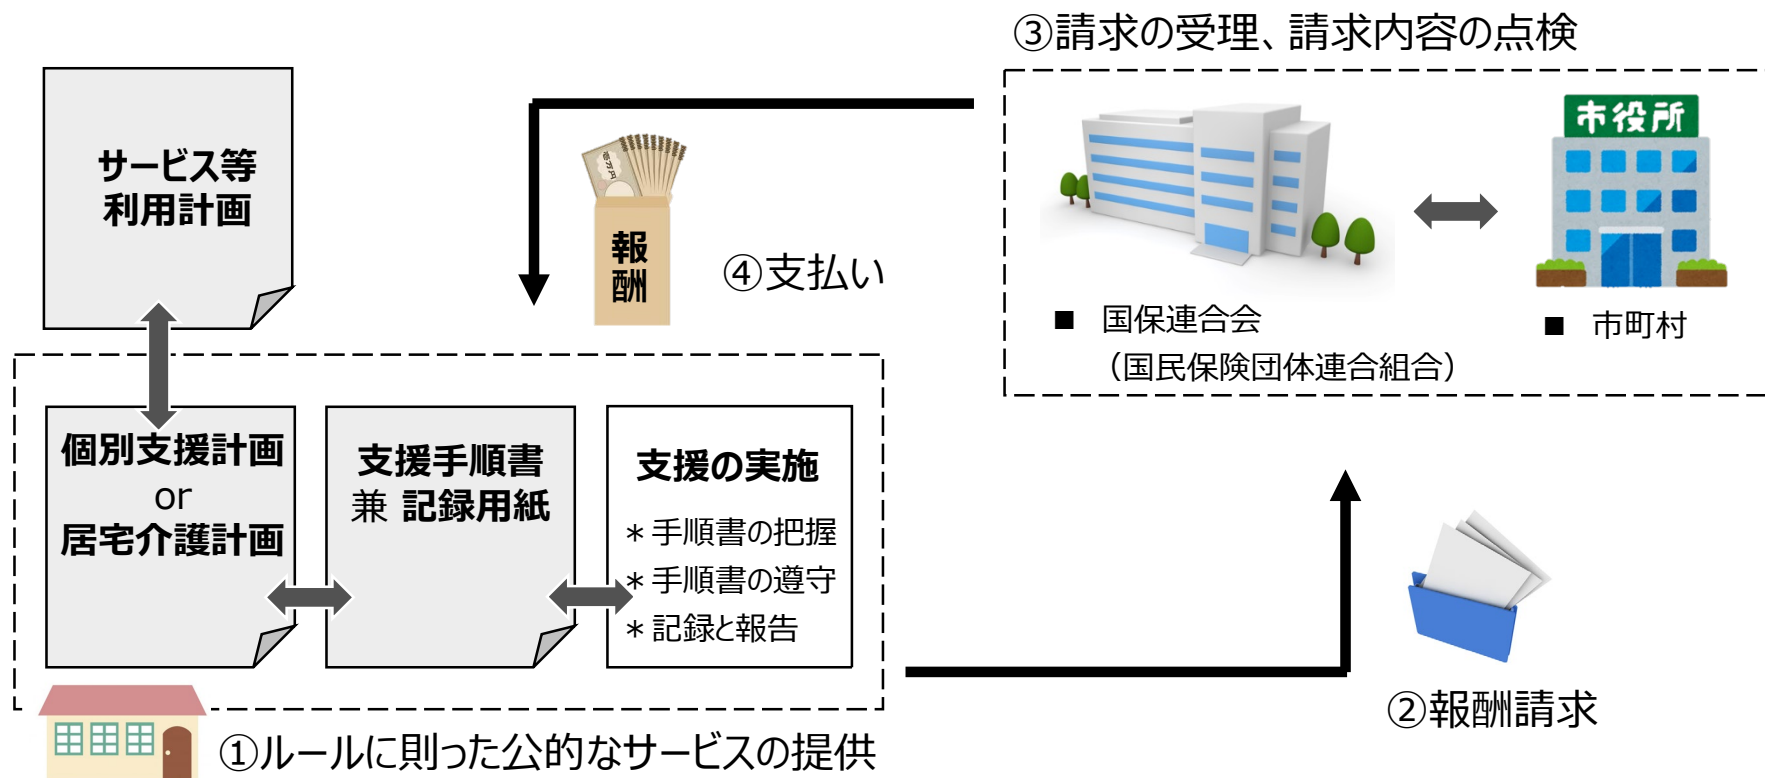 ③請求の受理、請求内容の点検
サービス等
利用計画
報
酬
④支払い
市役所
■ 国保連合会
（国民保険団体連合組合）
■ 市町村
個別支援計画
or
居宅介護計画
支援手順書
兼 記録用紙
支援の実施
＊手順書の把握
＊手順書の遵守
＊記録と報告
②報酬請求
①ルールに則った公的なサービスの提供